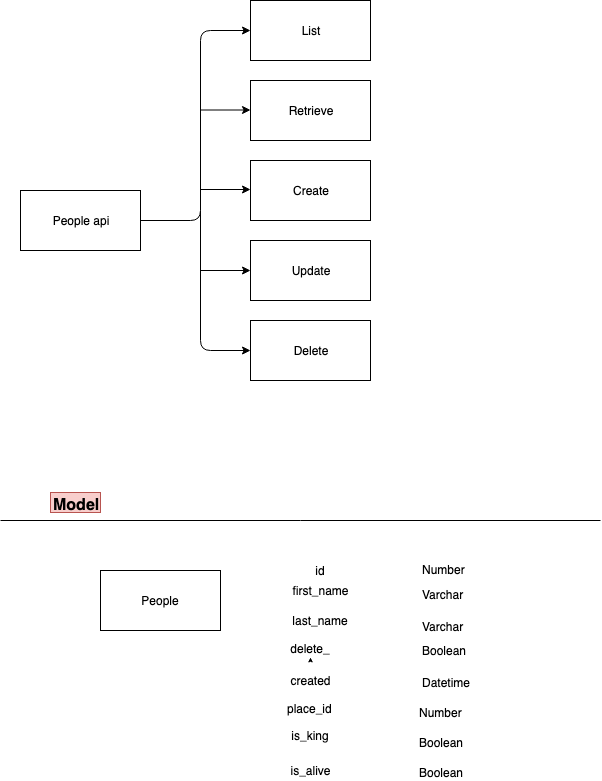 List
Retrieve
Create
People api
Update
Delete
Model
People
id Number
first_name Varchar
last_name Varchar
delete_ Boolean
created Datetime
place_id Number
is_king Boolean
is_alive Boolean